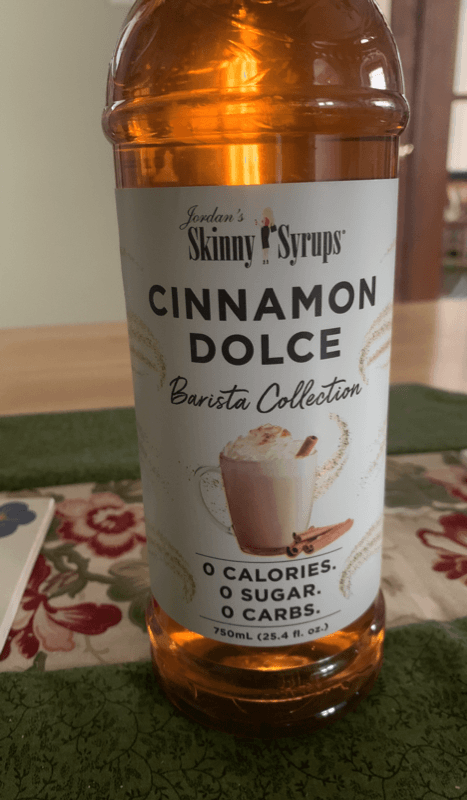 Jordan's
Skinny Syrups
CINNAMON
DOLCE
Barista Collection
0 CALORIES.
0 SUGAR.
0 CARBS.
750mL (25.4 fl. oz.)